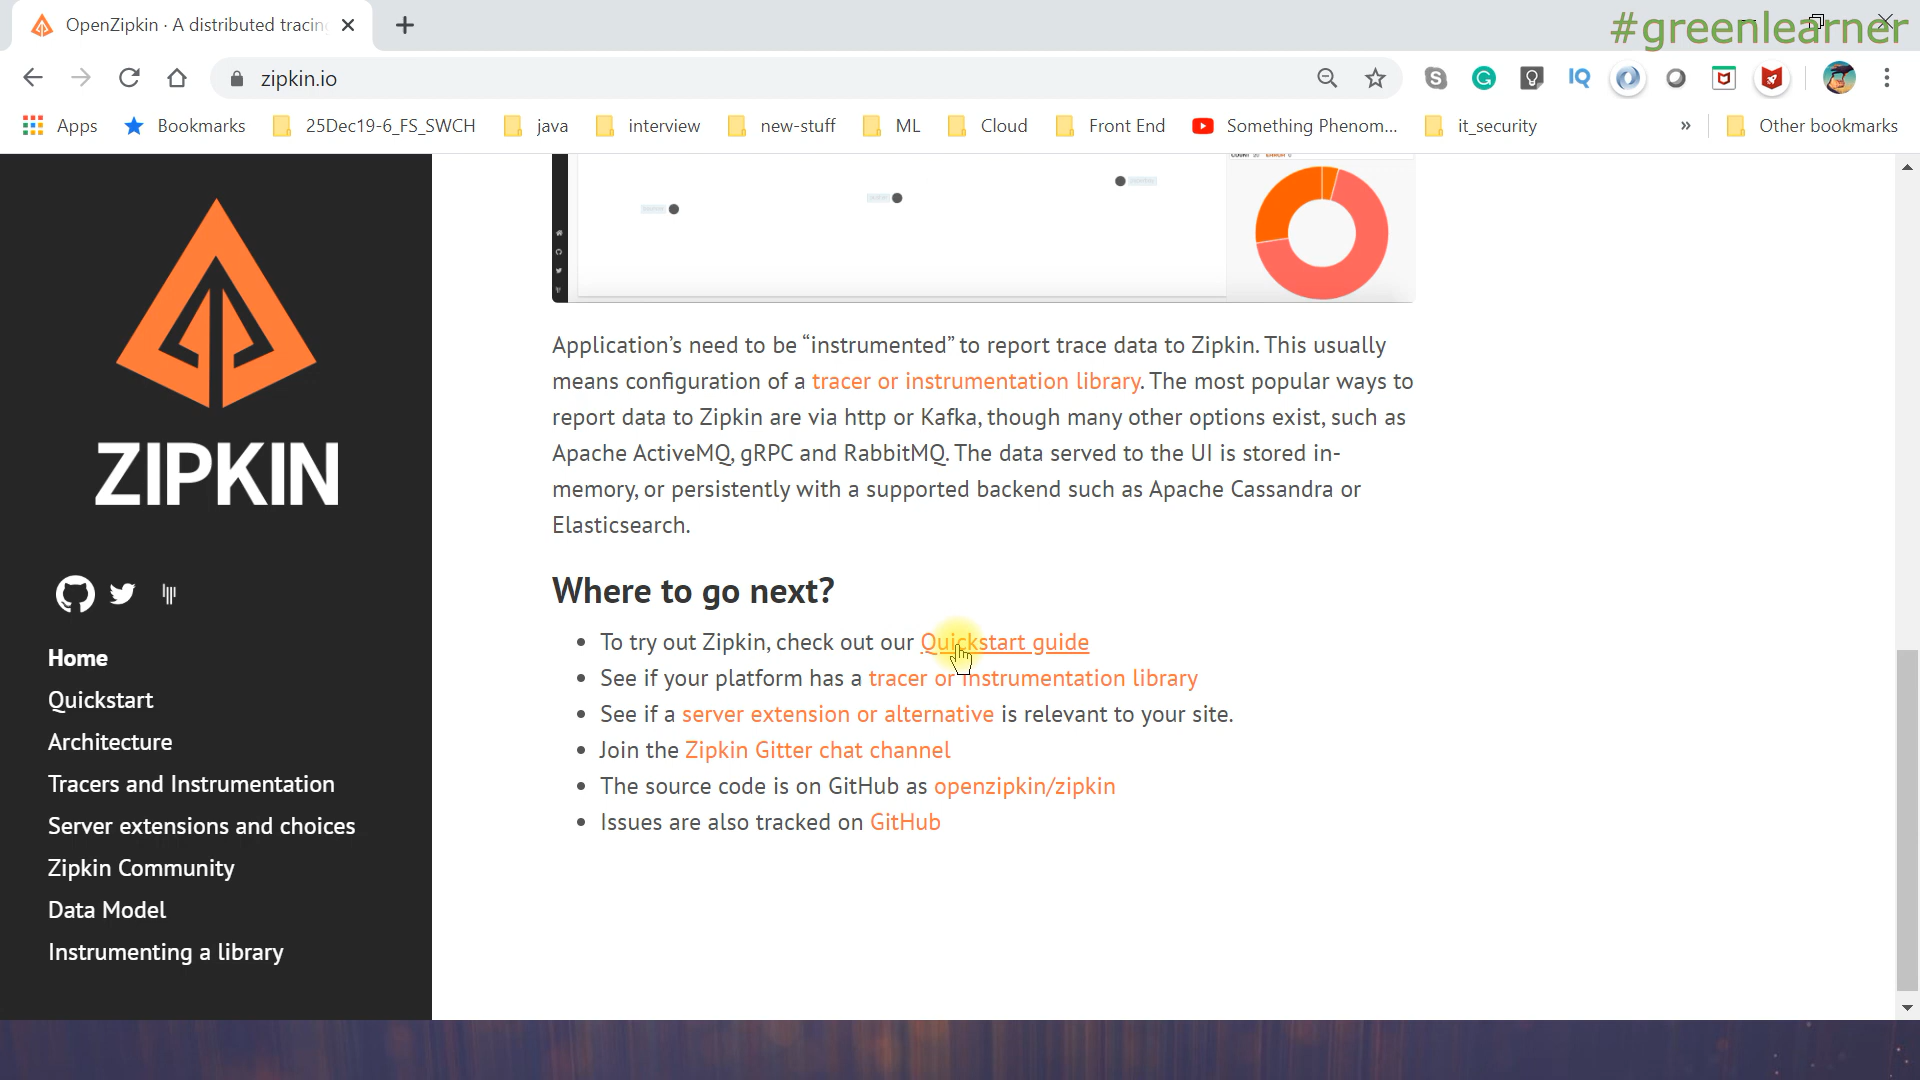 OpenZipkin · A distributed tracin
#greenlearner
zipkin.io
Apps
Bookmarks
25Dec19-6_FS_SWCH
java
interview
new-stuff
ML
Cloud
Front End
Something Phenom...
it_security
»
Other bookmarks
ZIPKIN
Home
Quickstart
Architecture
Tracers and Instrumentation
Server extensions and choices
Zipkin Community
Data Model
Instrumenting a library
Application’s need to be “instrumented” to report trace data to Zipkin. This usually
means configuration of a tracer or instrumentation library. The most popular ways to
report data to Zipkin are via http or Kafka, though many other options exist, such as
Apache ActiveMQ, gRPC and RabbitMQ. The data served to the UI is stored in-
memory, or persistently with a supported backend such as Apache Cassandra or
Elasticsearch.
Where to go next?
• To try out Zipkin, check out our Quickstart guide
• See if your platform has a tracer or instrumentation library
• See if a server extension or alternative is relevant to your site.
• Join the Zipkin Gitter chat channel
• The source code is on GitHub as openzipkin/zipkin
• Issues are also tracked on GitHub